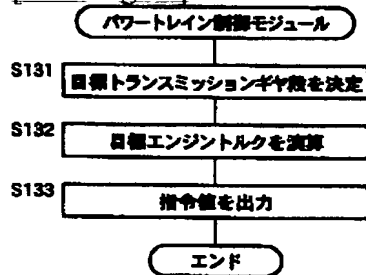 パワートレイン制御モジュール
S131
目標トランスミッションギヤ段を決定
S132
目標エンジントルクを演算
S133
指令値を出力
エンド